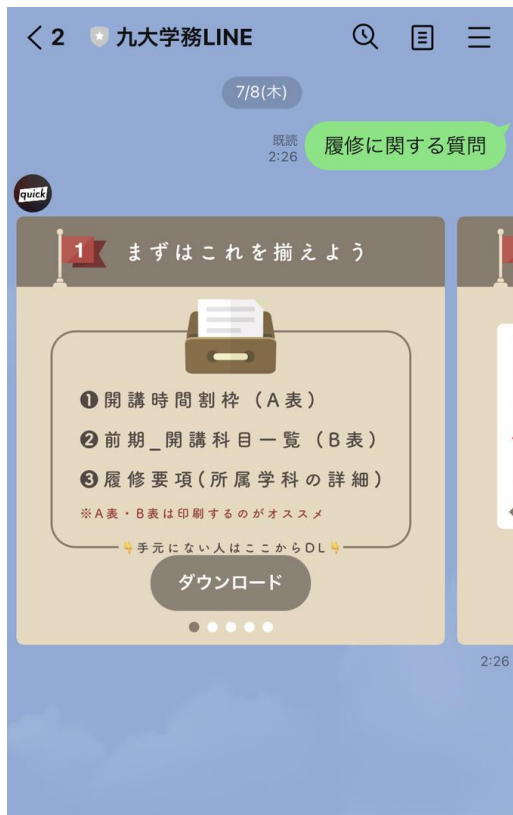 2 九大学務LINE
7/8(木)
既読
2:26
履修に関する質問
quick
1 まずはこれを揃えよう
❶開講時間割枠（A表）
❷前期_開講科目一覧（B表）
❸履修要項(所属学科の詳細)
※A表・B表は印刷するのがオススメ
👇手元にない人はここからDL👇
ダウンロード
2:26